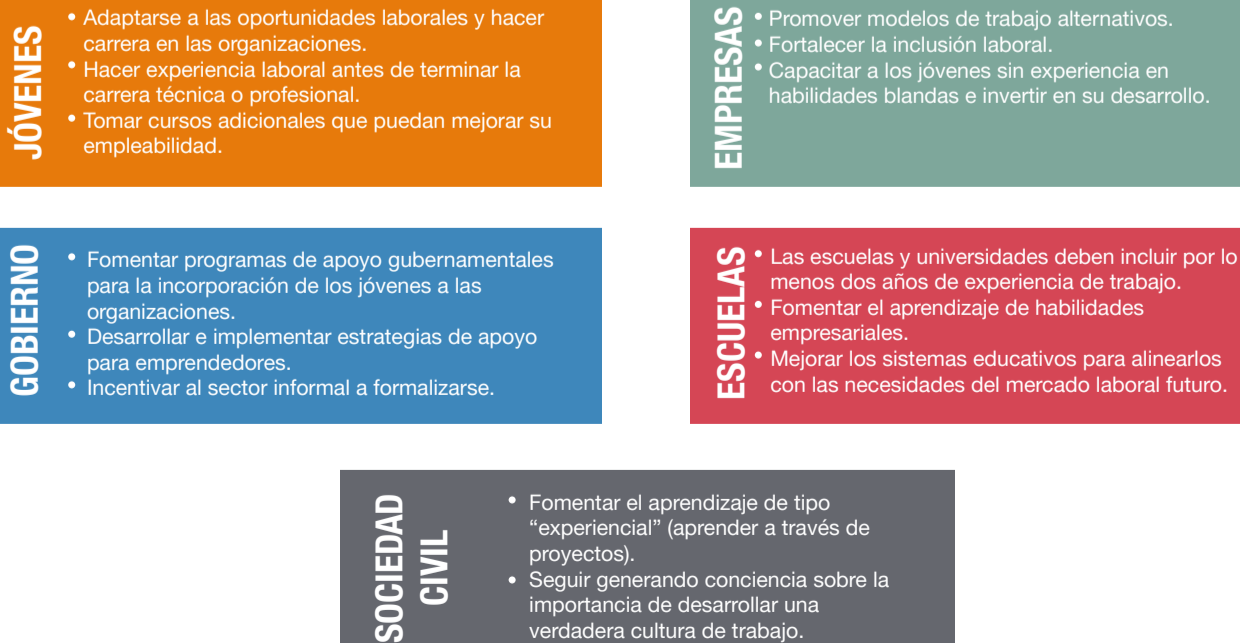 JÓVENES
• Adaptarse a las oportunidades laborales y hacer
carrera en las organizaciones.
• Hacer experiencia laboral antes de terminar la
carrera técnica o profesional.
• Tomar cursos adicionales que puedan mejorar su
empleabilidad.
EMPRESAS
• Promover modelos de trabajo alternativos.
• Fortalecer la inclusión laboral.
• Capacitar a los jóvenes sin experiencia en
habilidades blandas e invertir en su desarrollo.
GOBIERNO
• Fomentar programas de apoyo gubernamentales
para la incorporación de los jóvenes a las
organizaciones.
• Desarrollar e implementar estrategias de apoyo
para emprendedores.
• Incentivar al sector informal a formalizarse.
ESCUELAS
• Las escuelas y universidades deben incluir por lo
menos dos años de experiencia de trabajo.
• Fomentar el aprendizaje de habilidades
empresariales.
• Mejorar los sistemas educativos para alinearlos
con las necesidades del mercado laboral futuro.
SOCIEDAD
CIVIL
• Fomentar el aprendizaje de tipo
“experiencial” (aprender a través de
proyectos).
• Seguir generando conciencia sobre la
importancia de desarrollar una
verdadera cultura de trabajo.